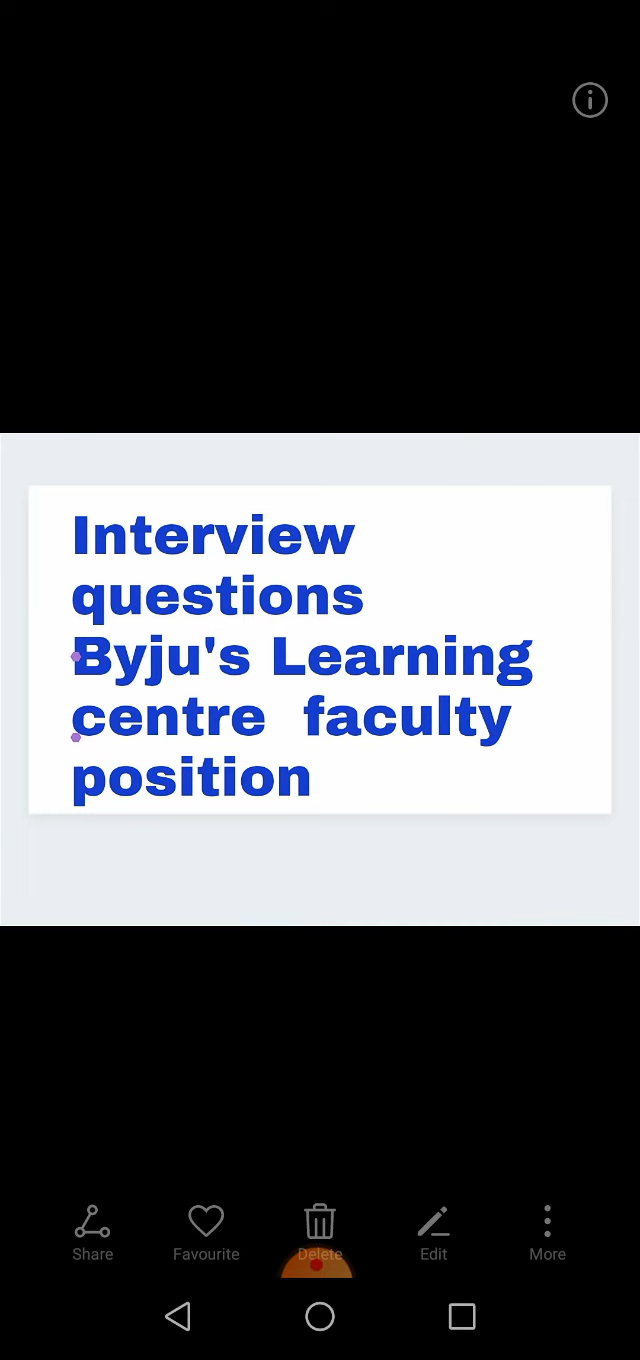 Interview
questions
Byju's Learning
centre faculty
position
Share Favourite Delete Edit More